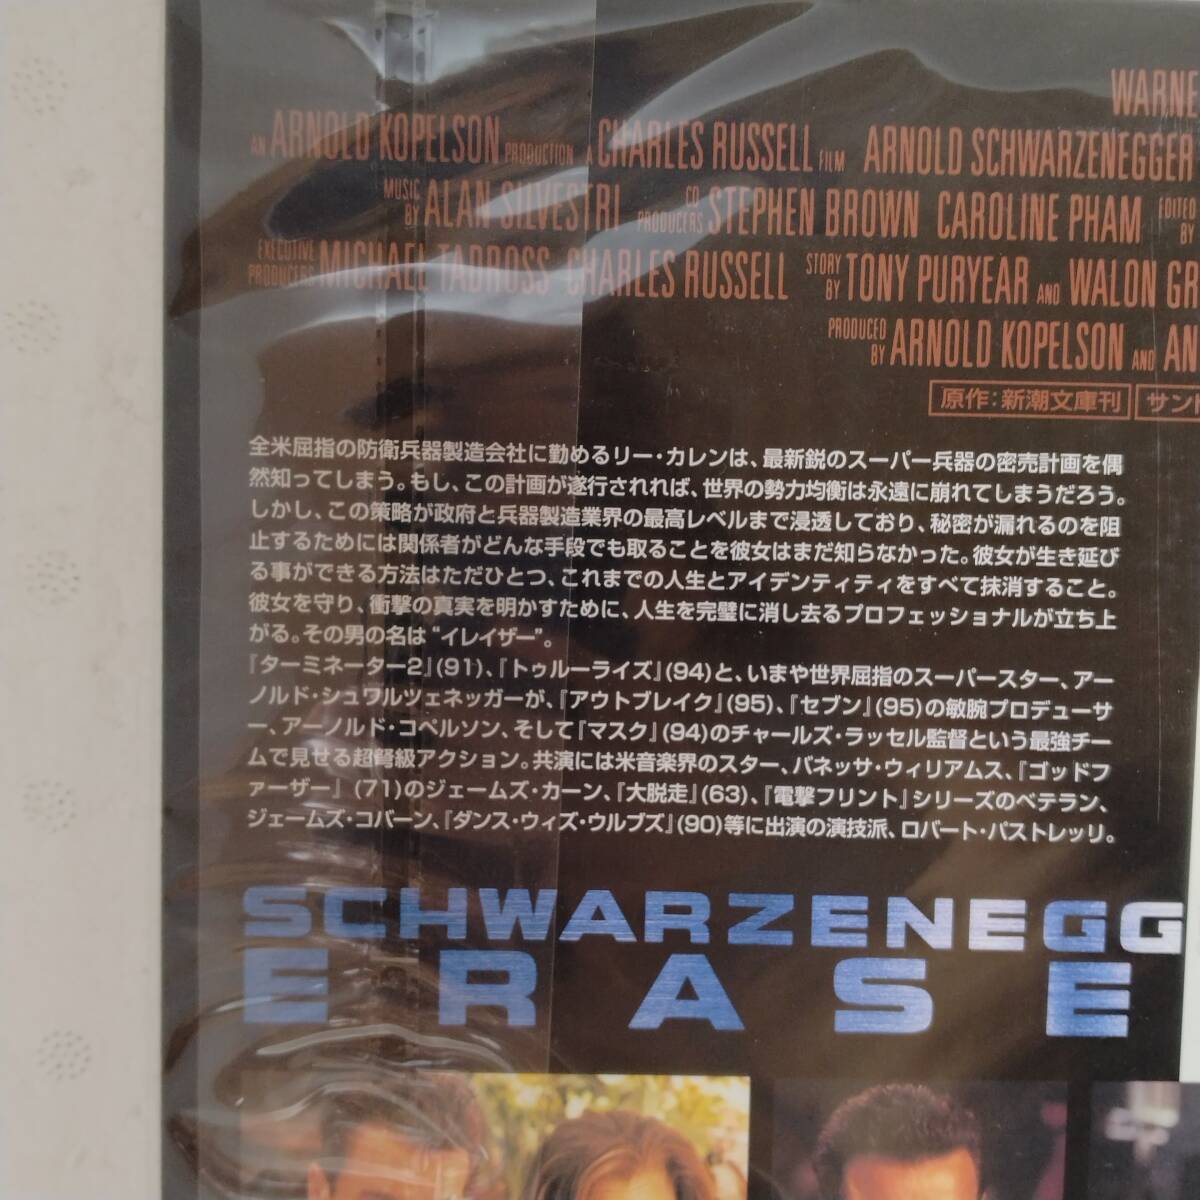 WARNE
AN ARNOLD KOPELSON PRODUCTION A CHARLES RUSSELL FILM ARNOLD SCHWARZENEGGER
MUSIC BY ALAN SILVESTRI CO PRODUCERS STEPHEN BROWN CAROLINE PHAM EDITED BY
EXECUTIVE PRODUCERS MICHAEL TADROSS CHARLES RUSSELL STORY BY TONY PURYEAR AND WALON GR
PRODUCED BY ARNOLD KOPELSON AND AN
原作:新潮文庫刊 サント
全米屈指の防衛兵器製造会社に勤めるリー・カレンは、最新鋭のスーパー兵器の密売計画を偶
然知ってしまう。もし、この計画が遂行されれば、世界の勢力均衡は永遠に崩れてしまうだろう。
しかし、この策略が政府と兵器製造業界の最高レベルまで浸透しており、秘密が漏れるのを阻
止するためには関係者がどんな手段でも取ることを彼女はまだ知らなかった。彼女が生き延び
る事ができる方法はただひとつ、これまでの人生とアイデンティティをすべて抹消すること。
彼女を守り、衝撃の真実を明かすために、人生を完璧に消し去るプロフェッショナルが立ち上
がる。その男の名は“イレイザー”。
『ターミネーター2』(91)、『トゥルーライズ』(94)と、いまや世界屈指のスーパースター、アー
ノルド・シュワルツェネッガーが、『アウトブレイク』(95)、『セブン』(95)の敏腕プロデューサ
ー、アーノルド・コペルソン、そして『マスク』(94)のチャールズ・ラッセル監督という最強チー
ムで見せる超弩級アクション。共演には米音楽界のスター、バネッサ・ウィリアムス、『ゴッドフ
ァーザー』(71)のジェームズ・カーン、『大脱走』(63)、『電撃フリント』シリーズのベテラン、
ジェームズ・コバーン、『ダンス・ウィズ・ウルブズ』(90)等に出演の演技派、ロバート・パストレッリ。
SCHWARZENEGG
ERASE